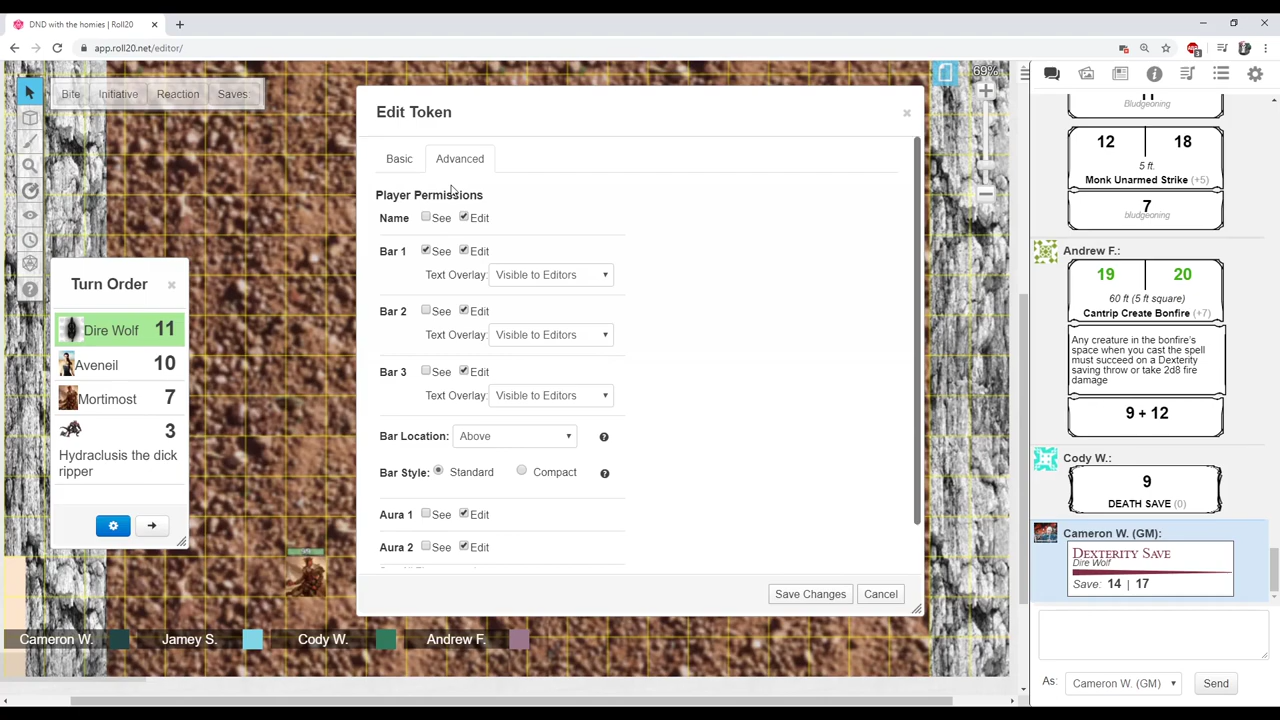 DND with the homies | Roll20
app.roll20.net/editor/
Bite Initiative Reaction Saves
69%
Edit Token
Basic Advanced
Player Permissions
Name See Edit
Bar 1 See Edit
Text Overlay: Visible to Editors
Bar 2 See Edit
Text Overlay: Visible to Editors
Bar 3 See Edit
Text Overlay: Visible to Editors
Bar Location: Above
Bar Style: Standard Compact
Aura 1 See Edit
Aura 2 See Edit
Save Changes Cancel
Turn Order
Dire Wolf 11
Aveneil 10
Mortimost 7
3
Hydraclusis the dick
ripper
Cameron W. Jamey S. Cody W. Andrew F.
11
Bludgeoning
12 18
5 ft.
Monk Unarmed Strike (+5)
7
bludgeoning
Andrew F.:
19 20
60 ft (5 ft square)
Cantrip Create Bonfire (+7)
Any creature in the bonfire's
space when you cast the spell
must succeed on a Dexterity
saving throw or take 2d8 fire
damage
9 + 12
Cody W.:
9
DEATH SAVE (0)
Cameron W. (GM):
DEXTERITY SAVE
Dire Wolf
Save: 14 | 17
As: Cameron W. (GM) Send